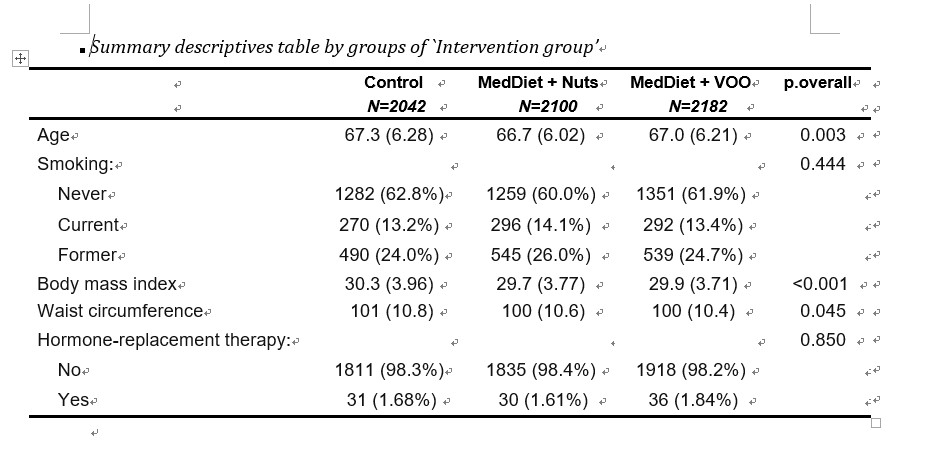 Summary descriptives table by groups of `Intervention group'
Control MedDiet + Nuts MedDiet + VOO p.overall
N=2042 N=2100 N=2182
Age 67.3 (6.28) 66.7 (6.02) 67.0 (6.21) 0.003
Smoking: 0.444
Never 1282 (62.8%) 1259 (60.0%) 1351 (61.9%)
Current 270 (13.2%) 296 (14.1%) 292 (13.4%)
Former 490 (24.0%) 545 (26.0%) 539 (24.7%)
Body mass index 30.3 (3.96) 29.7 (3.77) 29.9 (3.71) <0.001
Waist circumference 101 (10.8) 100 (10.6) 100 (10.4) 0.045
Hormone-replacement therapy: 0.850
No 1811 (98.3%) 1835 (98.4%) 1918 (98.2%)
Yes 31 (1.68%) 30 (1.61%) 36 (1.84%)